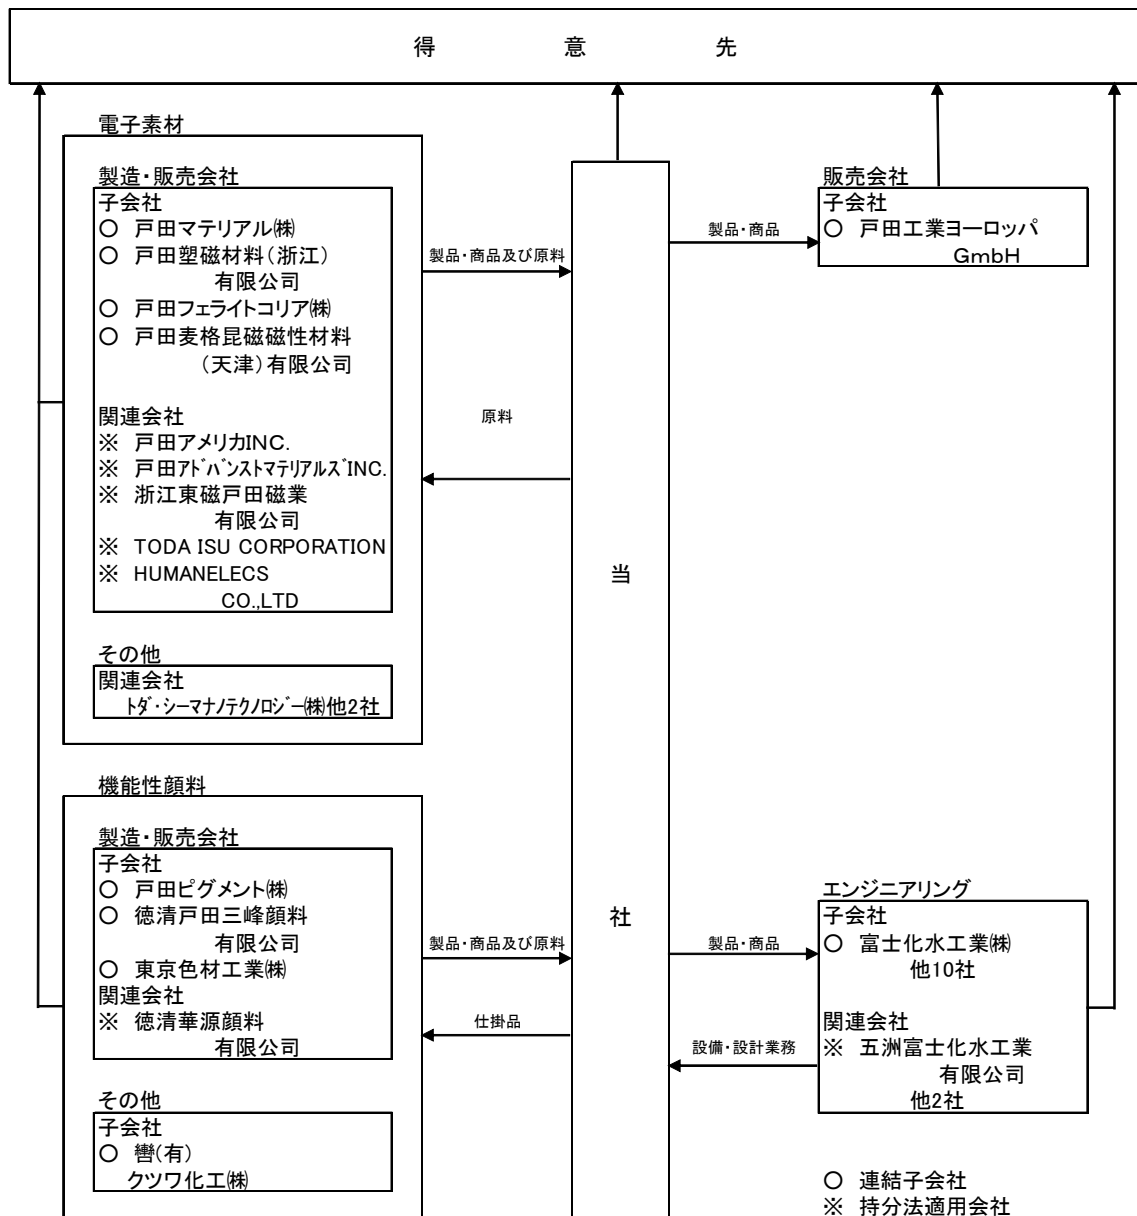 得意先
電子素材
製造・販売会社
子会社
○ 戸田マテリアル㈱
○ 戸田塑磁材料(浙江)
有限公司
○ 戸田フェライトコリア㈱
○ 戸田麦格昆磁磁性材料
(天津)有限公司
関連会社
※ 戸田アメリカINC.
※ 戸田アドバンストマテリアルズINC.
※ 浙江東磁戸田磁業
有限公司
※ TODA ISU CORPORATION
※ HUMANELECS
CO.,LTD
その他
関連会社
トダ・シーマナノテクノロジー㈱他2社
製品・商品及び原料
原料
当社
製品・商品
販売会社
子会社
○ 戸田工業ヨーロッパ
GmbH
機能性顔料
製造・販売会社
子会社
○ 戸田ピグメント㈱
○ 徳清戸田三峰顔料
有限公司
○ 東京色材工業㈱
関連会社
※ 徳清華源顔料
有限公司
その他
子会社
○ 轡(有)
クツワ化工㈱
製品・商品及び原料
仕掛品
製品・商品
設備・設計業務
エンジニアリング
子会社
○ 富士化水工業㈱
他10社
関連会社
※ 五洲富士化水工業
有限公司
他2社
○ 連結子会社
※ 持分法適用会社